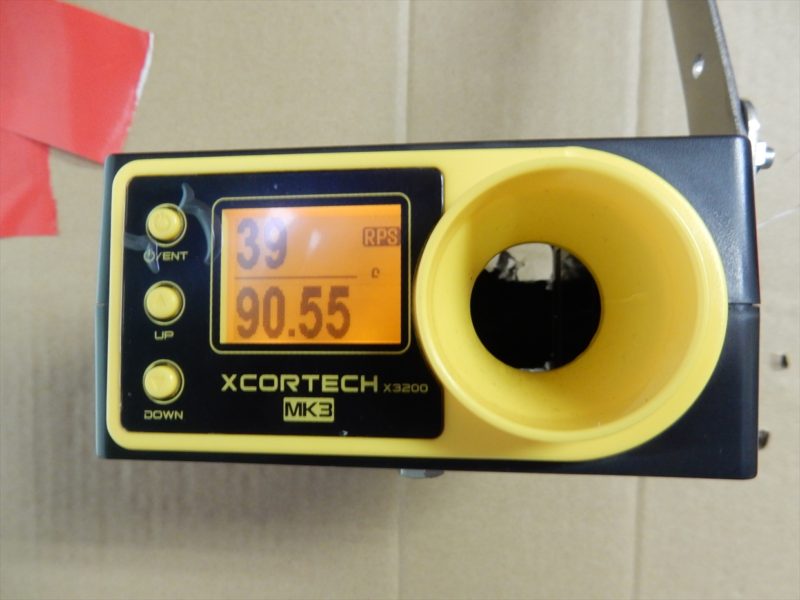 39
RPS
90.55
⏻/ENT
UP
DOWN
XCORTECH X3200
MK3